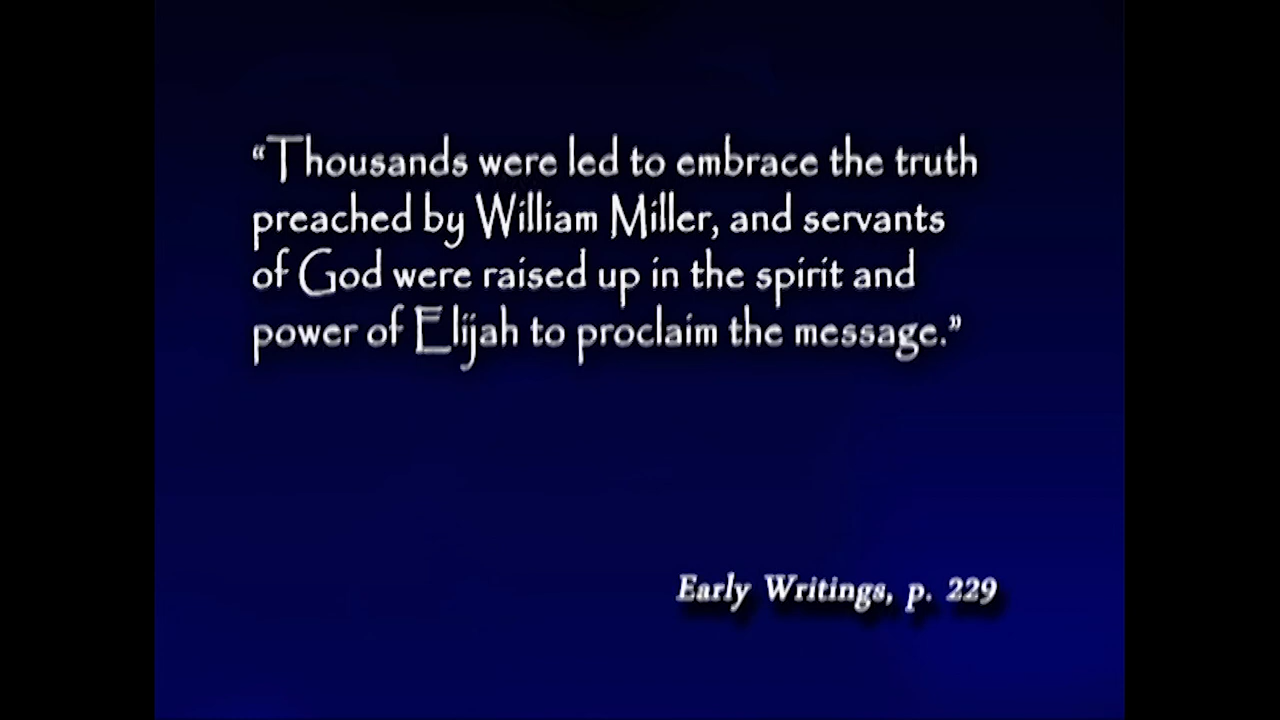 “Thousands were led to embrace the truth
preached by William Miller, and servants
of God were raised up in the spirit and
power of Elijah to proclaim the message.”
Early Writings, p. 229